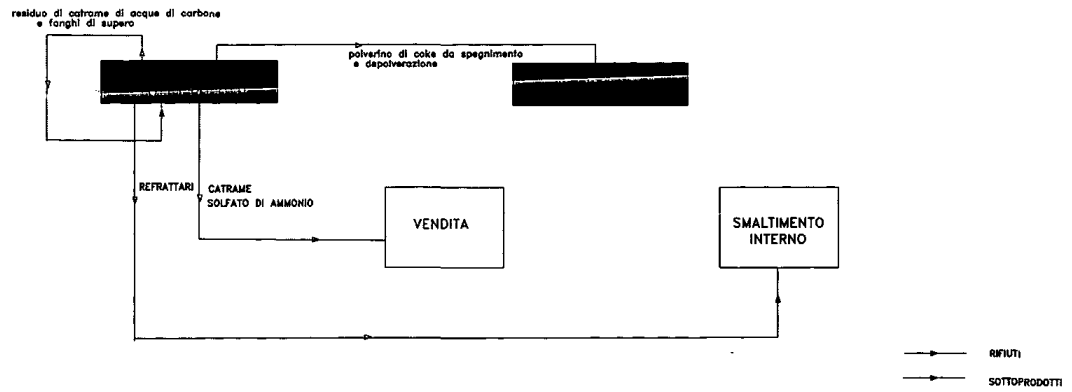 residuo di catrame di acque di carbone
e fanghi di supero
polverino di coke da spegnimento
e depolverazione
REFRATTARI
CATRAME
SOLFATO DI AMMONIO
VENDITA
SMALTIMENTO
INTERNO
RIFIUTI
SOTTOPRODOTTI